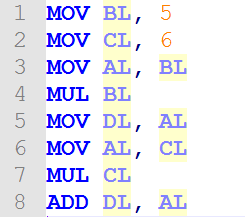 1 MOV BL, 5
2 MOV CL, 6
3 MOV AL, BL
4 MUL BL
5 MOV DL, AL
6 MOV AL, CL
7 MUL CL
8 ADD DL, AL